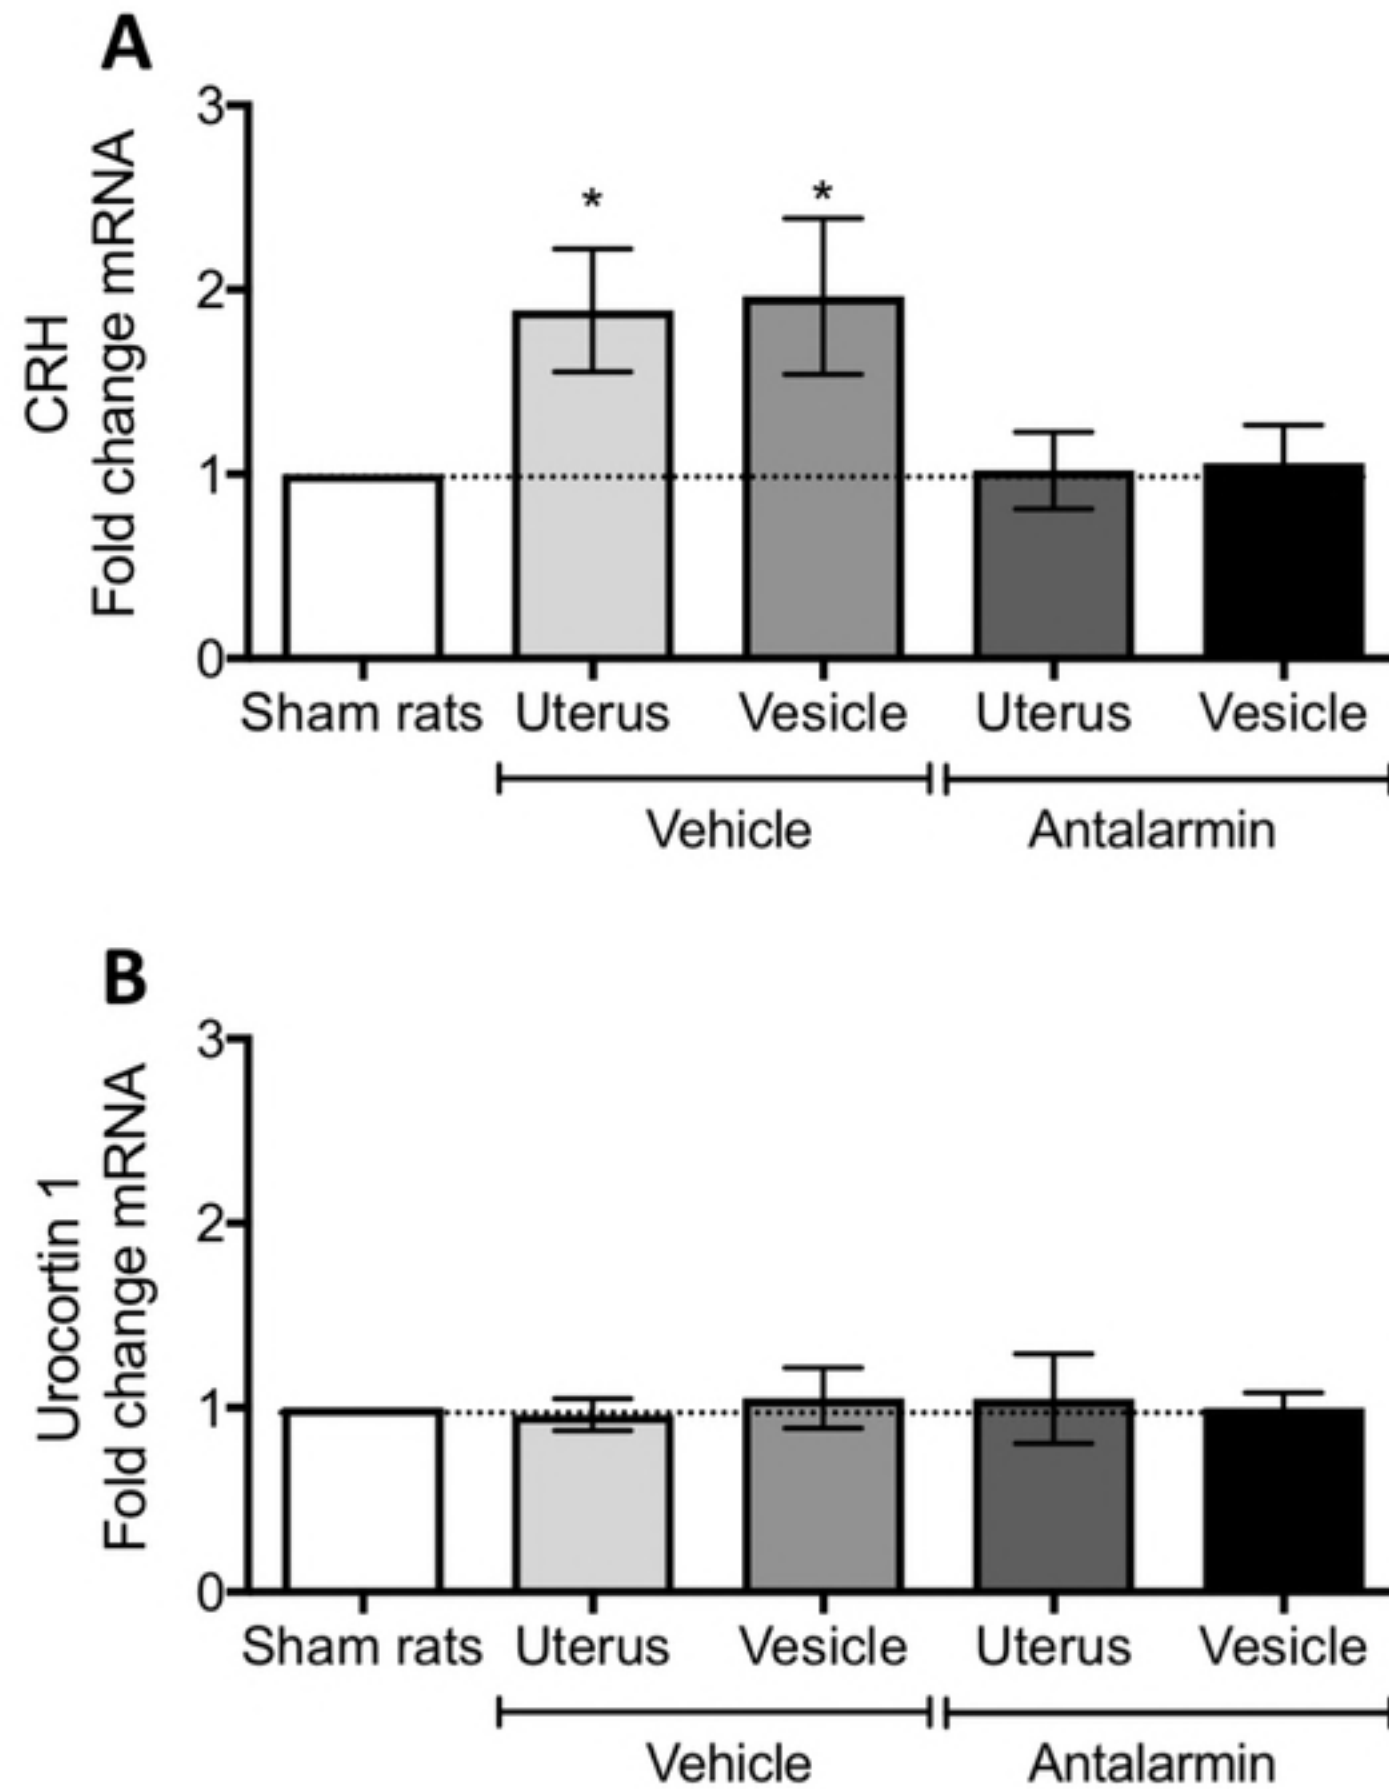 A
CRH
Fold change mRNA
3
2
1
0
* *
Sham rats Uterus Vesicle Uterus Vesicle
Vehicle Antalarmin
B
Urocortin 1
Fold change mRNA
3
2
1
0
Sham rats Uterus Vesicle Uterus Vesicle
Vehicle Antalarmin